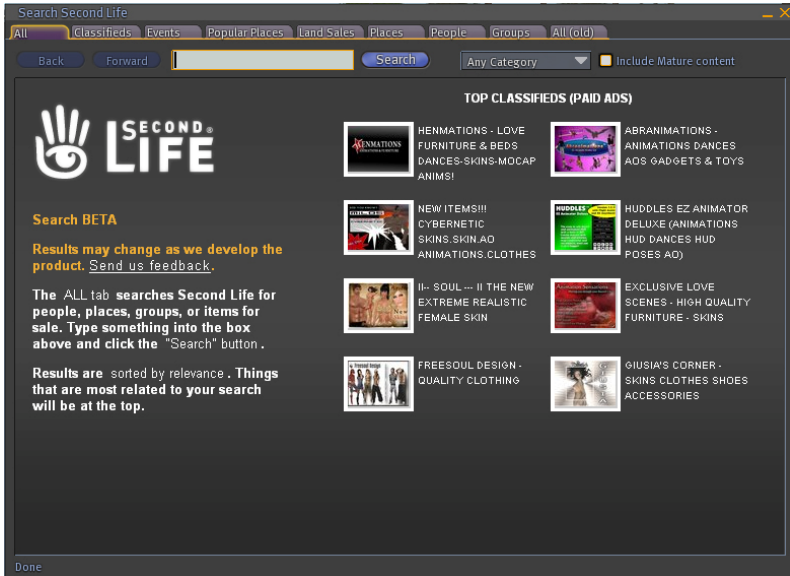 Search Second Life
All Classifieds Events Popular Places Land Sales Places People Groups All (old)
Back Forward Search Any Category Include Mature content
SECOND®
LIFE
Search BETA
Results may change as we develop the
product. Send us feedback.
The ALL tab searches Second Life for
people, places, groups, or items for
sale. Type something into the box
above and click the "Search" button .
Results are sorted by relevance . Things
that are most related to your search
will be at the top.
TOP CLASSIFIEDS (PAID ADS)
HENMATIONS
HENMATIONS - LOVE
FURNITURE & BEDS
DANCES-SKINS-MOCAP
ANIMS!
Abranimations
ABRANIMATIONS -
ANIMATIONS DANCES
AOS GADGETS & TOYS
NEW ITEMS!!!
CYBERNETIC
SKINS.SKIN.AO
ANIMATIONS.CLOTHES
HUDDLES
HUDDLES EZ ANIMATOR
DELUXE (ANIMATIONS
HUD DANCES HUD
POSES AO)
II-- SOUL --- II THE NEW
EXTREME REALISTIC
FEMALE SKIN
EXCLUSIVE LOVE
SCENES - HIGH QUALITY
FURNITURE - SKINS
Freesoul Design
FREESOUL DESIGN -
QUALITY CLOTHING
GIUSIA'S CORNER -
SKINS CLOTHES SHOES
ACCESSORIES
Done